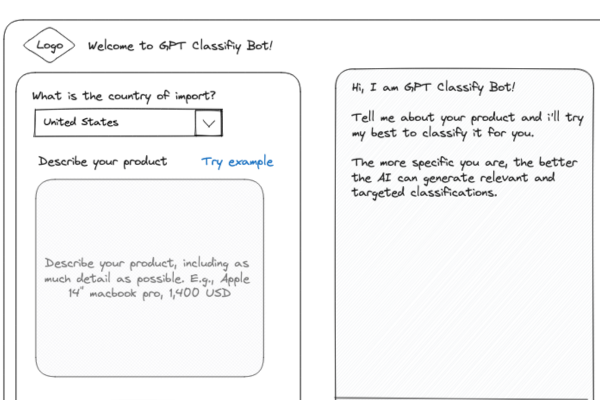 Logo
Welcome to GPT Classifiy Bot!
What is the country of import?
United States
Describe your product
Try example
Describe your product, including as
much detail as possible. E.g., Apple
14" macbook pro, 1,400 USD
Hi, I am GPT Classify Bot!
Tell me about your product and i'll try
my best to classify it for you.
The more specific you are, the better
the AI can generate relevant and
targeted classifications.